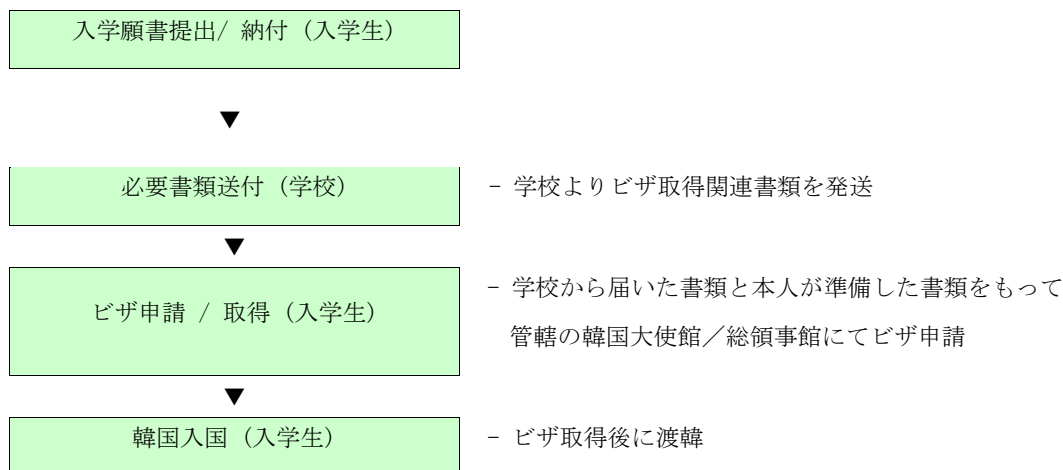 入学願書提出/ 納付 (入学生)
▼
必要書類送付 (学校)
- 学校よりビザ取得関連書類を発送
▼
ビザ申請 / 取得 (入学生)
- 学校から届いた書類と本人が準備した書類をもって
管轄の韓国大使館／総領事館にてビザ申請
▼
韓国入国 (入学生)
- ビザ取得後に渡韓